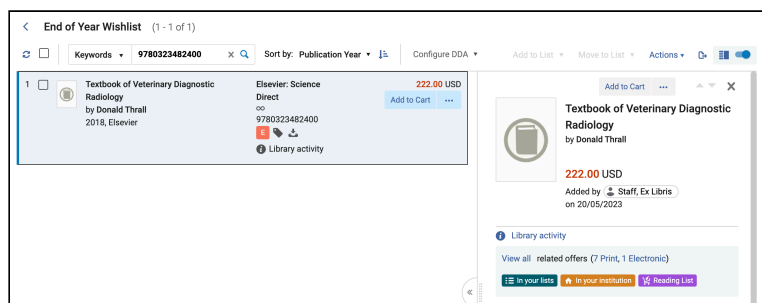 End of Year Wishlist (1 - 1 of 1)
Keywords 9780323482400 X Sort by: Publication Year Configure DDA Add to List Move to List Actions
1 Textbook of Veterinary Diagnostic Radiology
by Donald Thrall
2018, Elsevier
Elsevier: Science Direct
∞
9780323482400
E
Library activity
222.00 USD
Add to Cart ...
Add to Cart ... X
Textbook of Veterinary Diagnostic
Radiology
by Donald Thrall
222.00 USD
Added by Staff, Ex Libris
on 20/05/2023
Library activity
View all related offers (7 Print, 1 Electronic)
In your lists In your institution Reading List